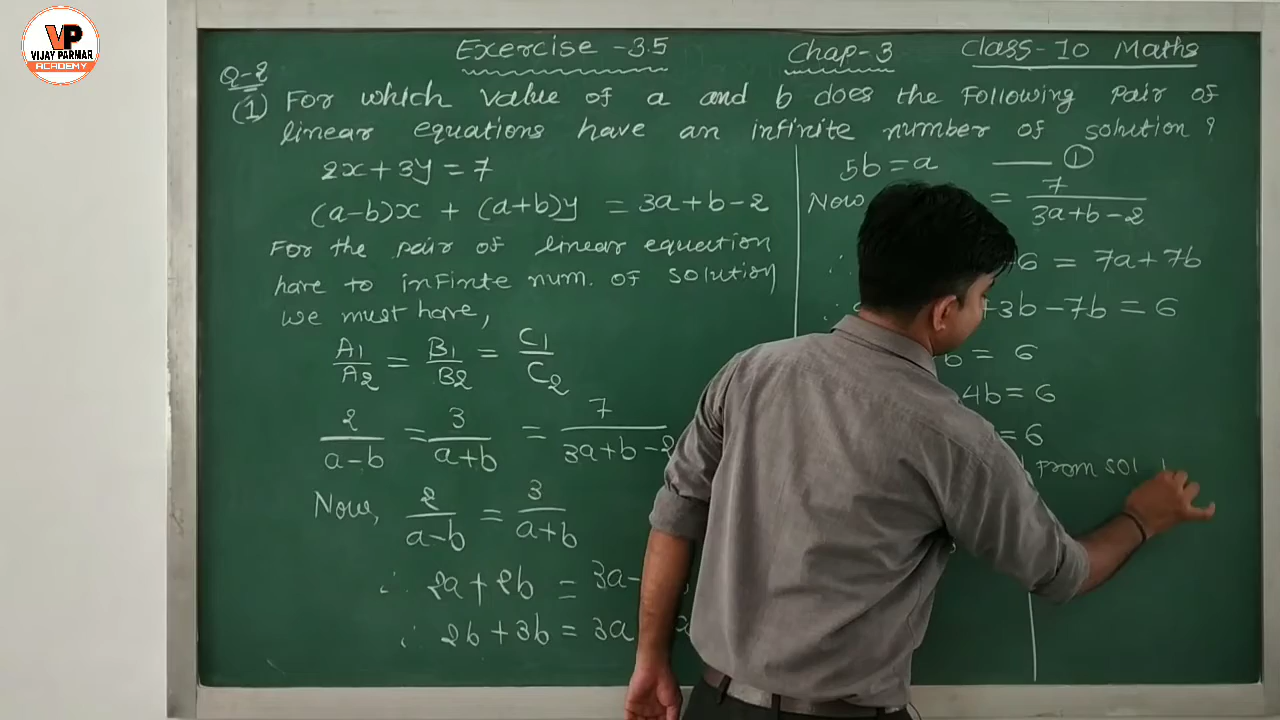 VP
VIJAY PARMAR
ACADEMY
Exercise -3.5 Chap-3 Class-10 Maths
Q-2
(1) For which value of a and b does the following pair of
linear equations have an infinite number of solution ?
2x+3y=7
(a-b)x + (a+b)y = 3a+b-2
For the pair of linear equation
have to infinte num. of solution
we must have,
A1/A2 = B1/B2 = C1/C2
2/(a-b) = 3/(a+b) = 7/(3a+b-2)
Now, 2/(a-b) = 3/(a+b)
∴ 2a+2b = 3a-
∴ 2b+3b = 3a
5b=a —— ①
Now = 7/(3a+b-2)
∴ 6 = 7a+7b
∴ +3b-7b=6
b = 6
4b=6
=6
From sol